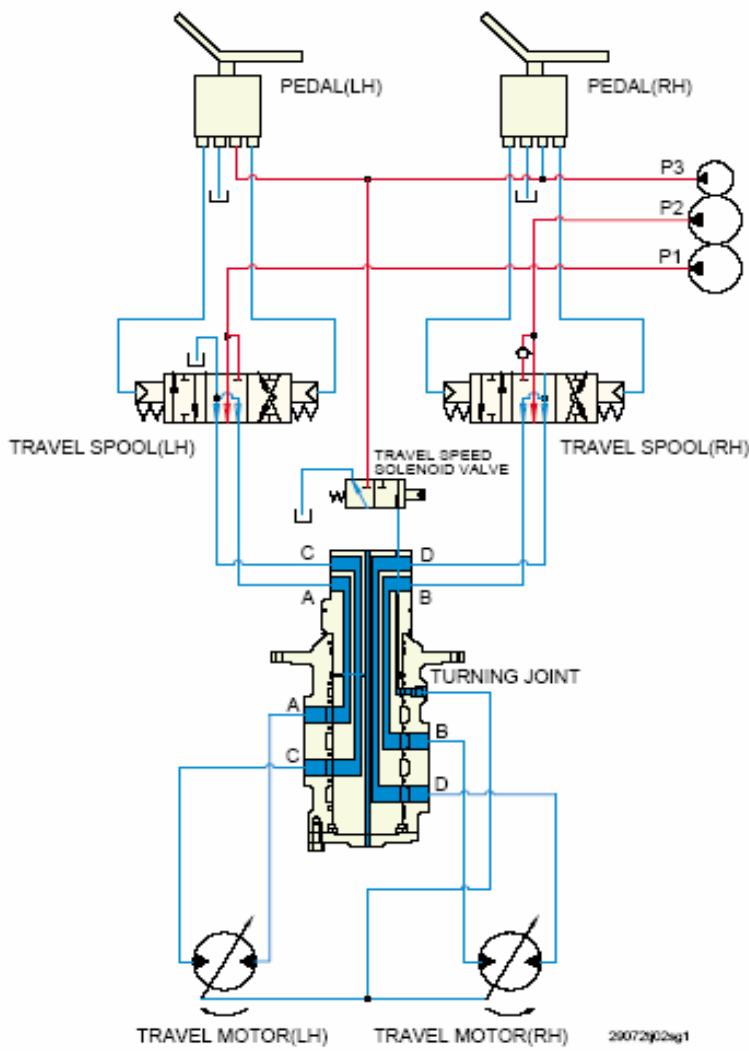 PEDAL(LH)
PEDAL(RH)
P3
P2
P1
TRAVEL SPOOL(LH)
TRAVEL SPEED
SOLENOID VALVE
TRAVEL SPOOL(RH)
C
D
A
B
TURNING JOINT
A
B
C
D
TRAVEL MOTOR(LH)
TRAVEL MOTOR(RH)
29072tj02sg1